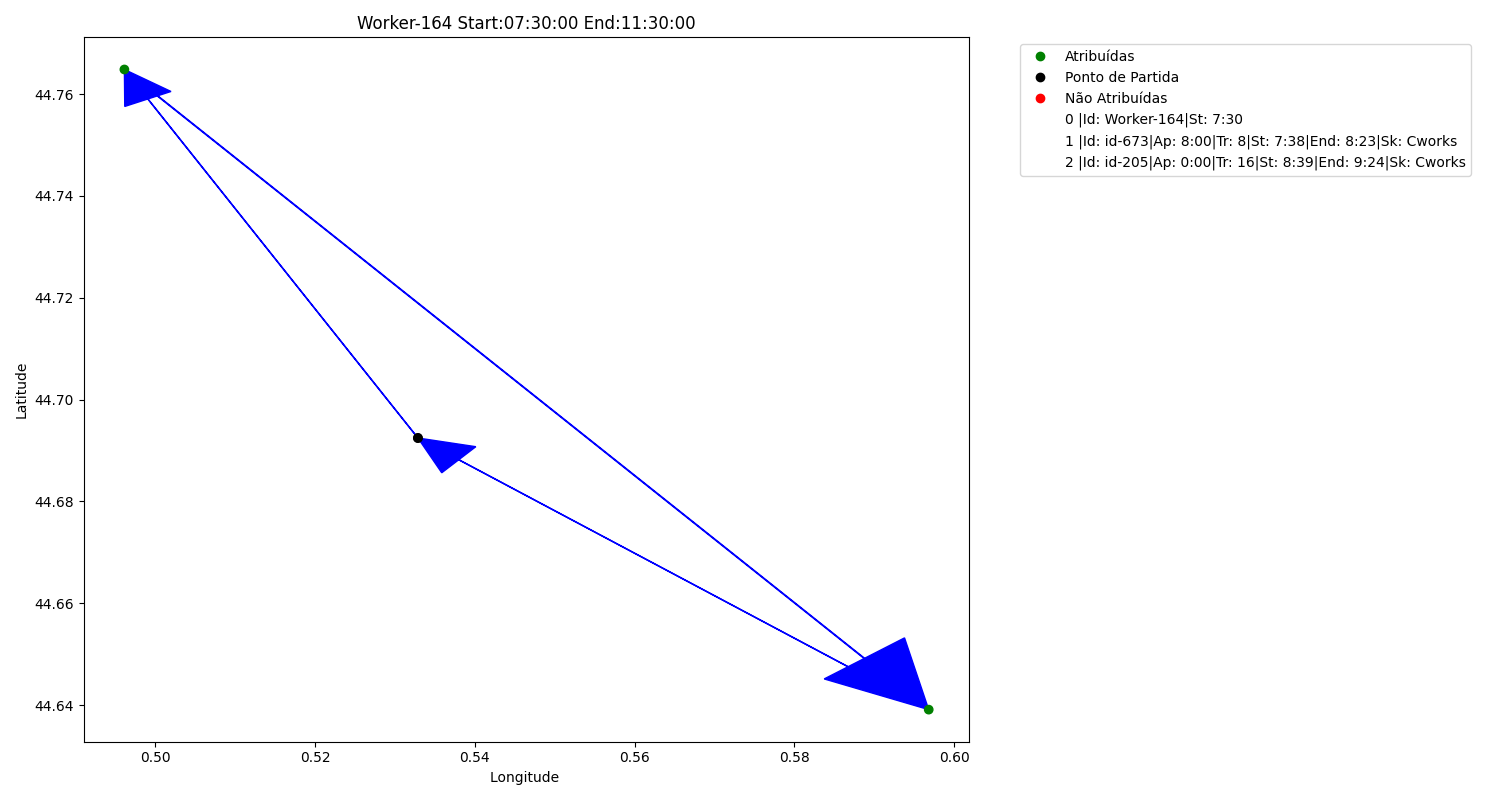 Worker-164 Start:07:30:00 End:11:30:00
Atribuídas
Ponto de Partida
Não Atribuídas
0 |Id: Worker-164|St: 7:30
1 |Id: id-673|Ap: 8:00|Tr: 8|St: 7:38|End: 8:23|Sk: Cworks
2 |Id: id-205|Ap: 0:00|Tr: 16|St: 8:39|End: 9:24|Sk: Cworks
Latitude
44.76
44.74
44.72
44.70
44.68
44.66
44.64
0.50 0.52 0.54 0.56 0.58 0.60
Longitude